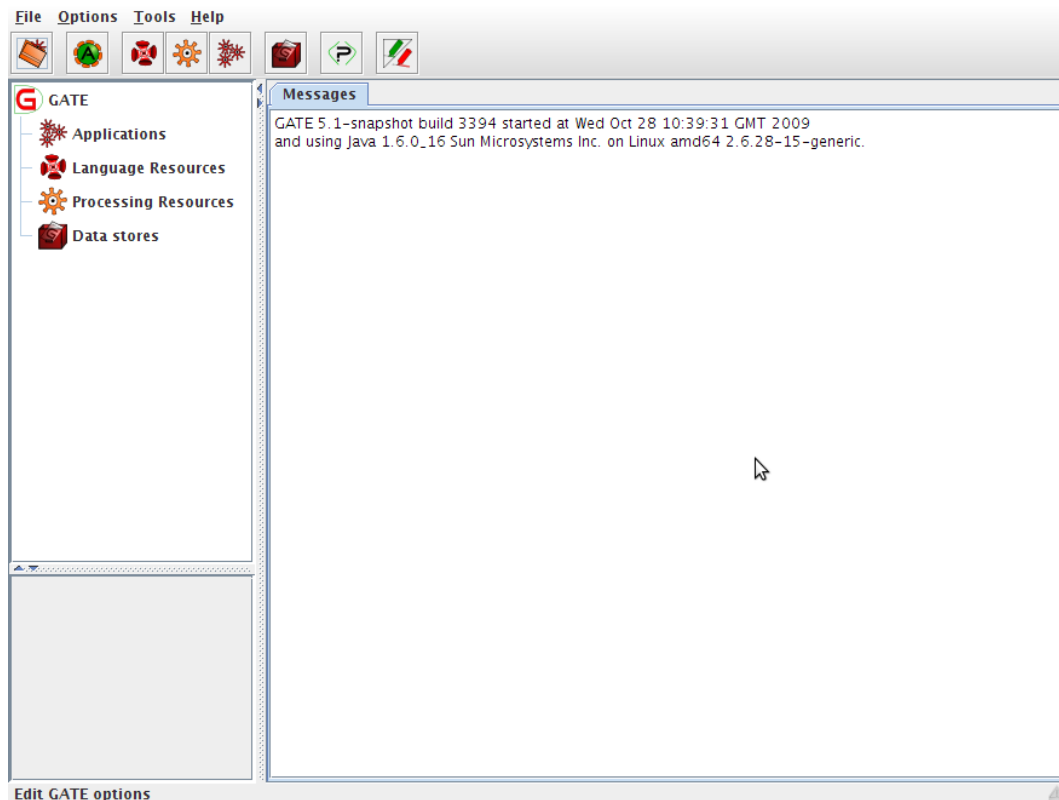 File Options Tools Help
GATE
Applications
Language Resources
Processing Resources
Data stores
Messages
GATE 5.1-snapshot build 3394 started at Wed Oct 28 10:39:31 GMT 2009
and using Java 1.6.0_16 Sun Microsystems Inc. on Linux amd64 2.6.28-15-generic.
Edit GATE options